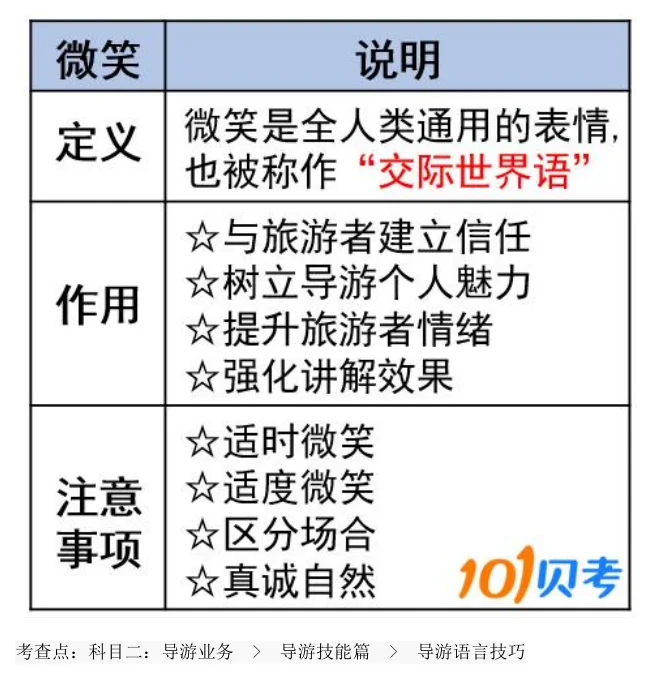 微笑 说明
定义
微笑是全人类通用的表情,
也被称作“交际世界语”
作用
☆与旅游者建立信任
☆树立导游个人魅力
☆提升旅游者情绪
☆强化讲解效果
注意
事项
☆适时微笑
☆适度微笑
☆区分场合
☆真诚自然
101贝考
考查点：科目二：导游业务 > 导游技能篇 > 导游语言技巧